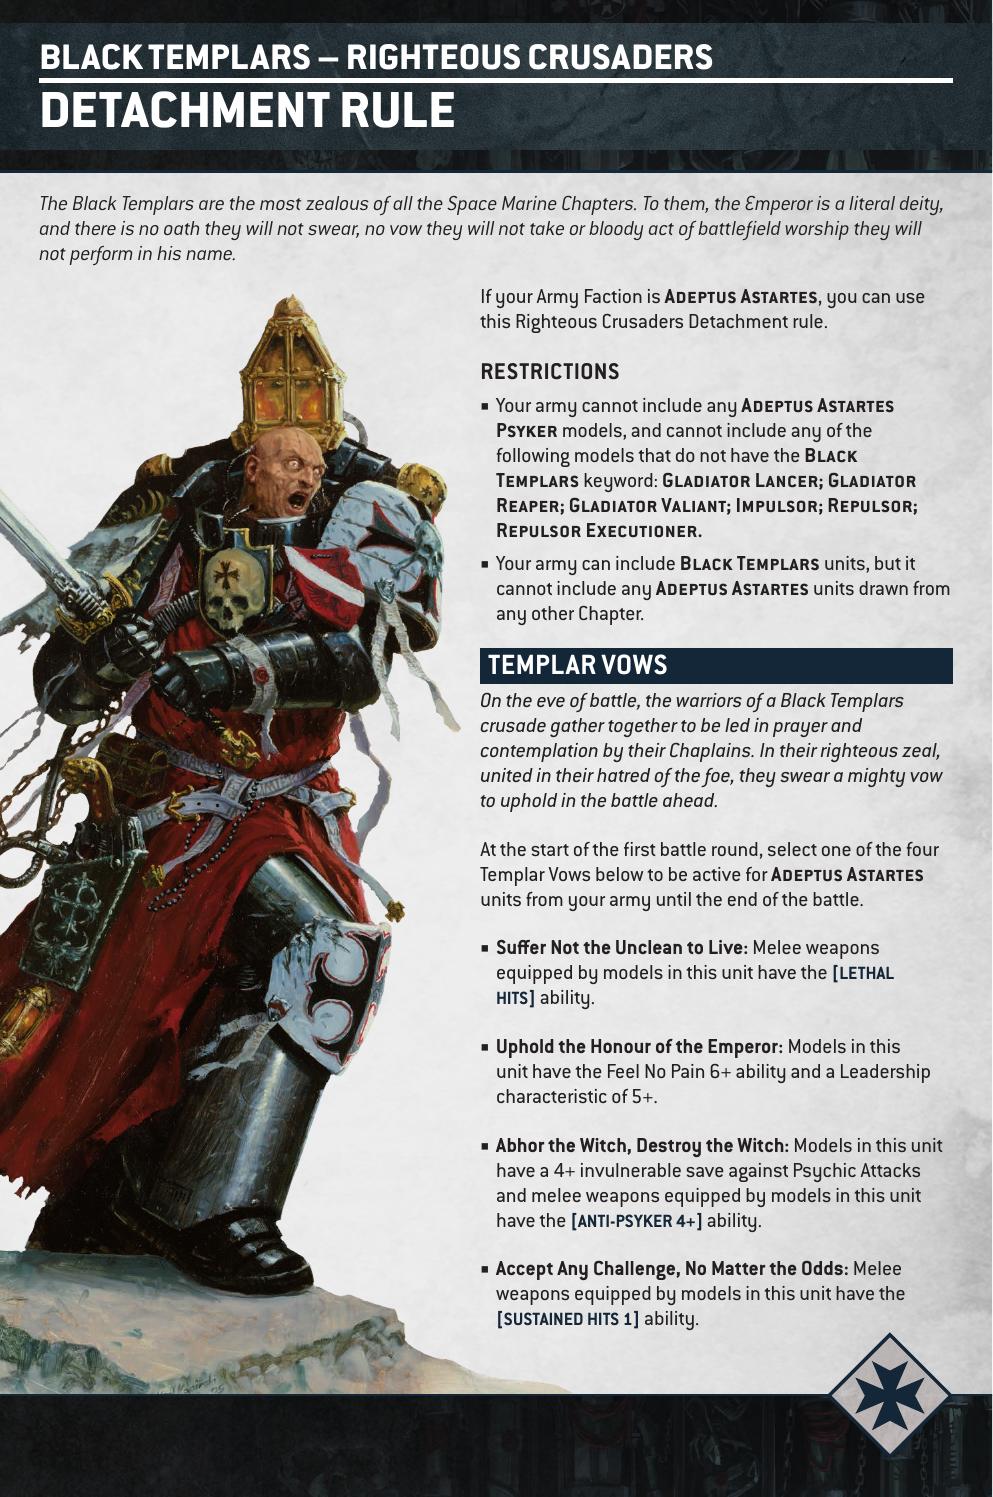 BLACK TEMPLARS – RIGHTEOUS CRUSADERS
DETACHMENT RULE
The Black Templars are the most zealous of all the Space Marine Chapters. To them, the Emperor is a literal deity,
and there is no oath they will not swear, no vow they will not take or bloody act of battlefield worship they will
not perform in his name.
If your Army Faction is ADEPTUS ASTARTES, you can use
this Righteous Crusaders Detachment rule.
RESTRICTIONS
▪ Your army cannot include any ADEPTUS ASTARTES
PSYKER models, and cannot include any of the
following models that do not have the BLACK
TEMPLARS keyword: GLADIATOR LANCER; GLADIATOR
REAPER; GLADIATOR VALIANT; IMPULSOR; REPULSOR;
REPULSOR EXECUTIONER.
▪ Your army can include BLACK TEMPLARS units, but it
cannot include any ADEPTUS ASTARTES units drawn from
any other Chapter.
TEMPLAR VOWS
On the eve of battle, the warriors of a Black Templars
crusade gather together to be led in prayer and
contemplation by their Chaplains. In their righteous zeal,
united in their hatred of the foe, they swear a mighty vow
to uphold in the battle ahead.
At the start of the first battle round, select one of the four
Templar Vows below to be active for ADEPTUS ASTARTES
units from your army until the end of the battle.
▪ Suffer Not the Unclean to Live: Melee weapons
equipped by models in this unit have the [LETHAL
HITS] ability.
▪ Uphold the Honour of the Emperor: Models in this
unit have the Feel No Pain 6+ ability and a Leadership
characteristic of 5+.
▪ Abhor the Witch, Destroy the Witch: Models in this unit
have a 4+ invulnerable save against Psychic Attacks
and melee weapons equipped by models in this unit
have the [ANTI-PSYKER 4+] ability.
▪ Accept Any Challenge, No Matter the Odds: Melee
weapons equipped by models in this unit have the
[SUSTAINED HITS 1] ability.